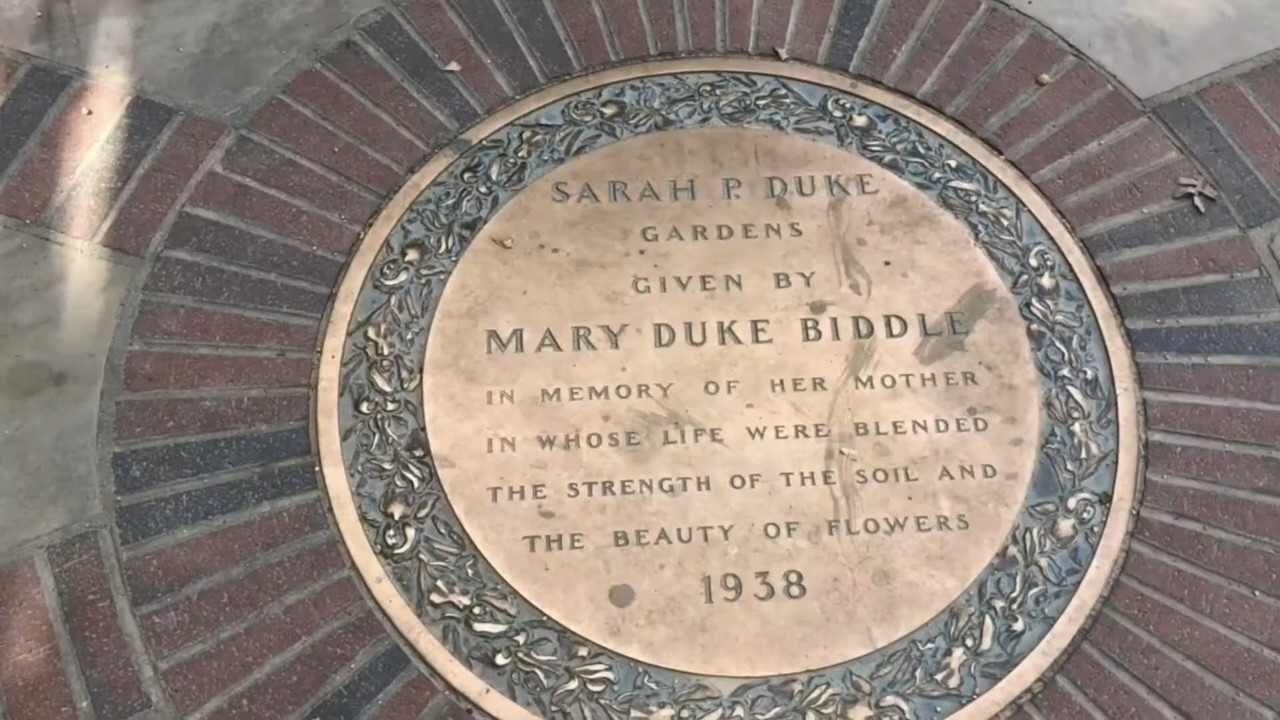 SARAH P. DUKE
GARDENS
GIVEN BY
MARY DUKE BIDDLE
IN MEMORY OF HER MOTHER
IN WHOSE LIFE WERE BLENDED
THE STRENGTH OF THE SOIL AND
THE BEAUTY OF FLOWERS
1938